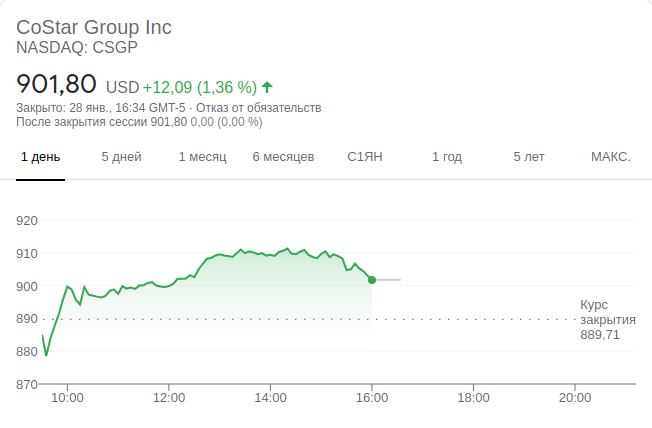 CoStar Group Inc
NASDAQ: CSGP
901,80 USD +12,09 (1,36 %)
Закрыто: 28 янв., 16:34 GMT-5 · Отказ от обязательств
После закрытия сессии 901,80 0,00 (0,00 %)
1 день 5 дней 1 месяц 6 месяцев С1ЯН 1 год 5 лет МАКС.
920
910
900
890
880
870
Курс
закрытия
889,71
10:00 12:00 14:00 16:00 18:00 20:00